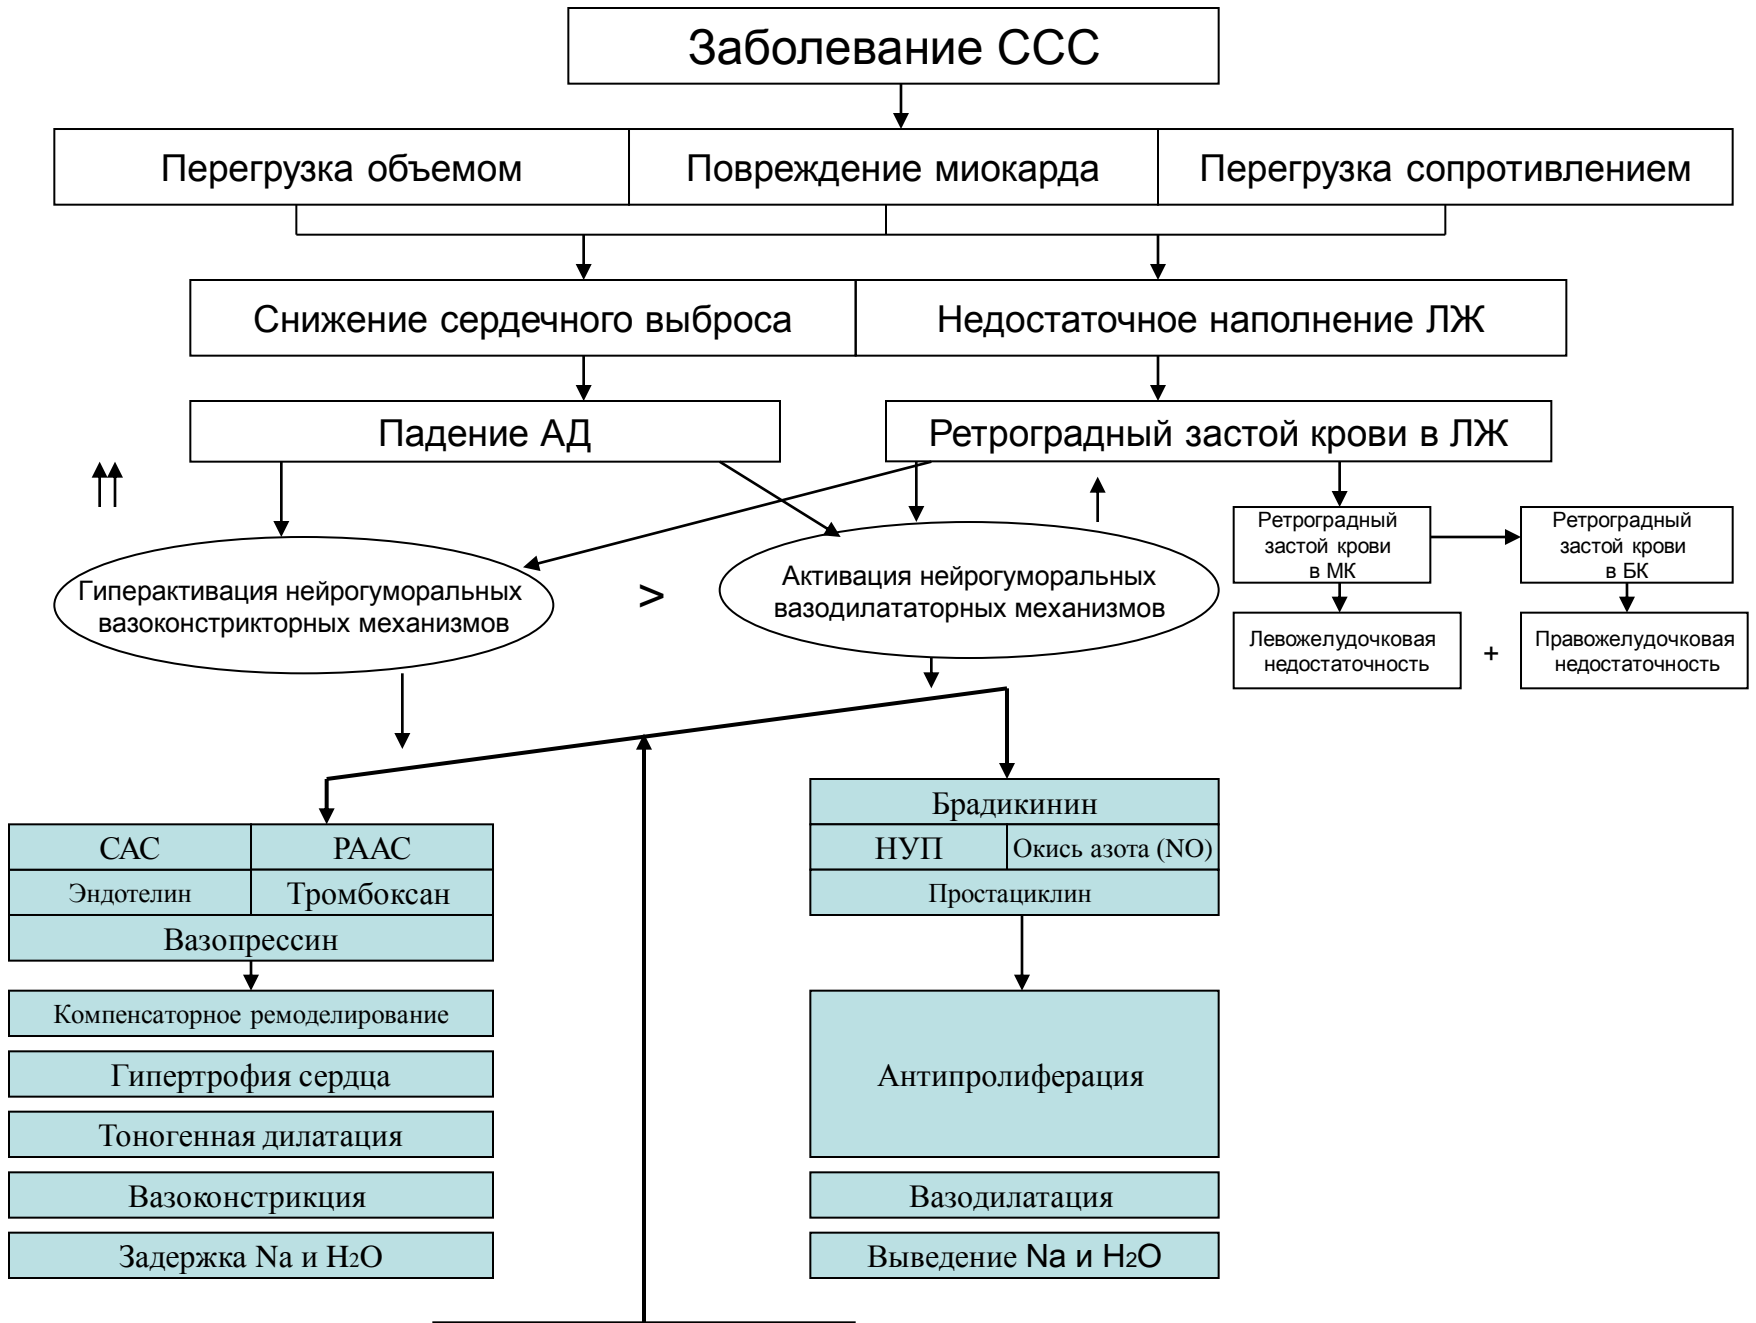 Заболевание ССС
Перегрузка объемом
Повреждение миокарда
Перегрузка сопротивлением
Снижение сердечного выброса
Недостаточное наполнение ЛЖ
Падение АД
Ретроградный застой крови в ЛЖ
Ретроградный
застой крови
в МК
Ретроградный
застой крови
в БК
Гиперактивация нейрогуморальных
вазоконстрикторных механизмов
>
Активация нейрогуморальных
вазодилататорных механизмов
Левожелудочковая
недостаточность
+
Правожелудочковая
недостаточность
САС
РААС
Эндотелин
Тромбоксан
Вазопрессин
Брадикинин
НУП
Окись азота (NO)
Простациклин
Компенсаторное ремоделирование
Гипертрофия сердца
Тоногенная дилатация
Вазоконстрикция
Задержка Na и H2O
Антипролиферация
Вазодилатация
Выведение Na и H2O